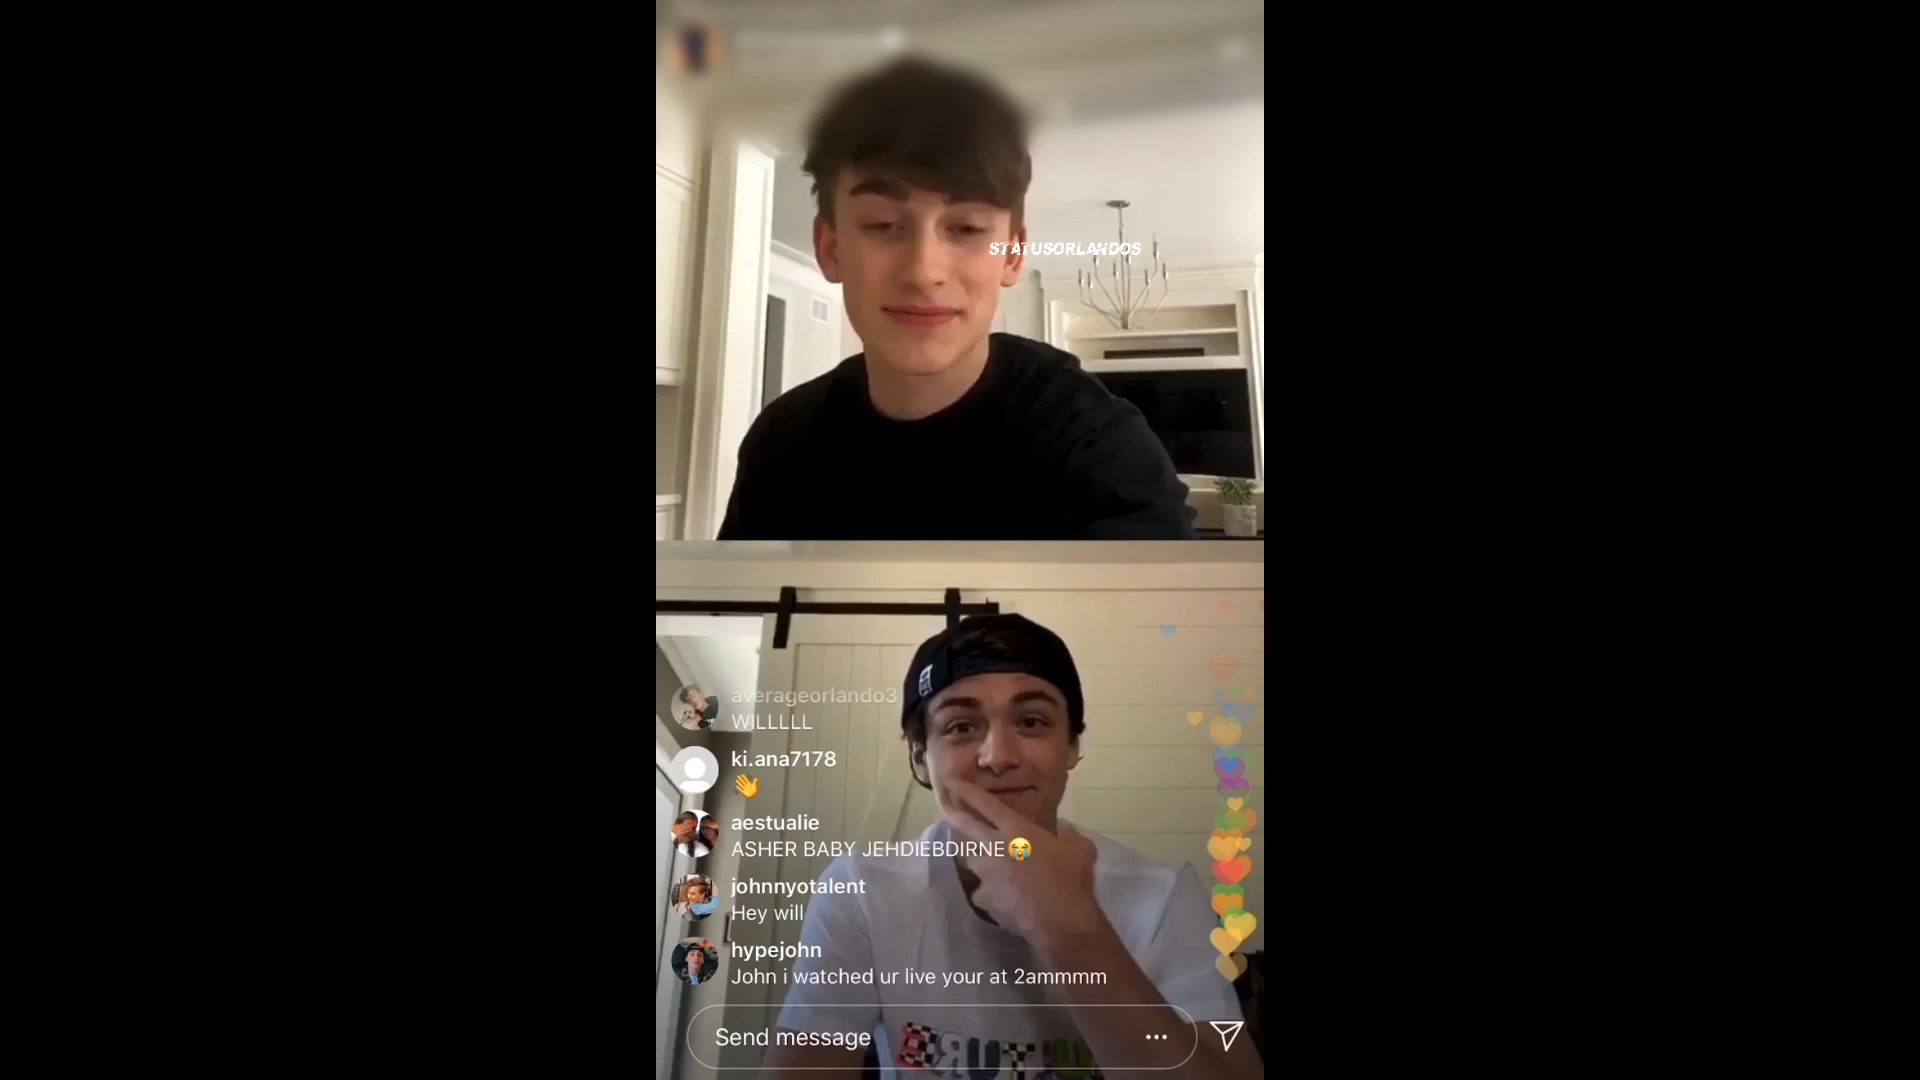 STATUSORLANDOS
averageorlando3
WILLLLL
ki.ana7178
👋
aestualie
ASHER BABY JEHDIEBDIRNE😭
johnnyotalent
Hey will
hypejohn
John i watched ur live your at 2ammmm
Send message